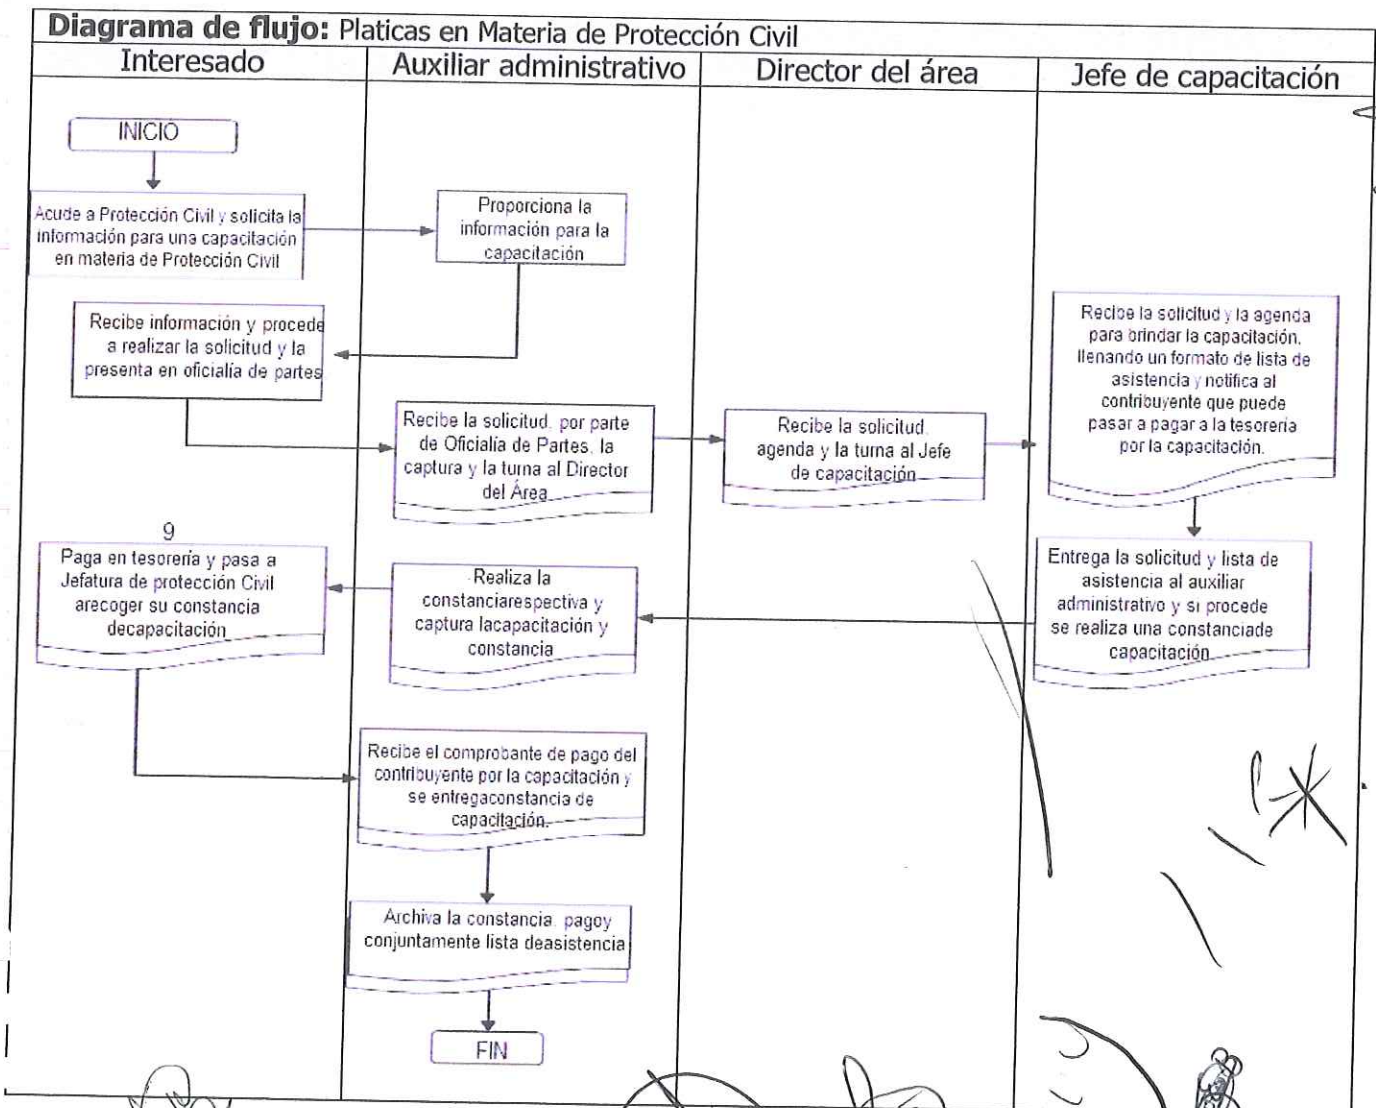 Diagrama de flujo: Platicas en Materia de Protección Civil
Interesado
Auxiliar administrativo
Director del área
Jefe de capacitación
INICIO
Acude a Protección Civil y solicita la
información para una capacitación
en materia de Protección Civil
Proporciona la
información para la
capacitación
Recibe información y procede
a realizar la solicitud y la
presenta en oficialía de partes
Recibe la solicitud, por parte
de Oficialía de Partes, la
captura y la turna al Director
del Área
Recibe la solicitud,
agenda y la turna al Jefe
de capacitación
Recibe la solicitud y la agenda
para brindar la capacitación,
llenando un formato de lista de
asistencia y notifica al
contribuyente que puede
pasar a pagar a la tesorería
por la capacitación.
Entrega la solicitud y lista de
asistencia al auxiliar
administrativo y si procede
se realiza una constanciade
capacitación
Realiza la
constanciarespectiva y
captura lacapacitación y
constancia
9
Paga en tesorería y pasa a
Jefatura de protección Civil
arecoger su constancia
decapacitación
Recibe el comprobante de pago del
contribuyente por la capacitación y
se entregaconstancia de
capacitación.
Archiva la constancia, pagoy
conjuntamente lista deasistencia
FIN